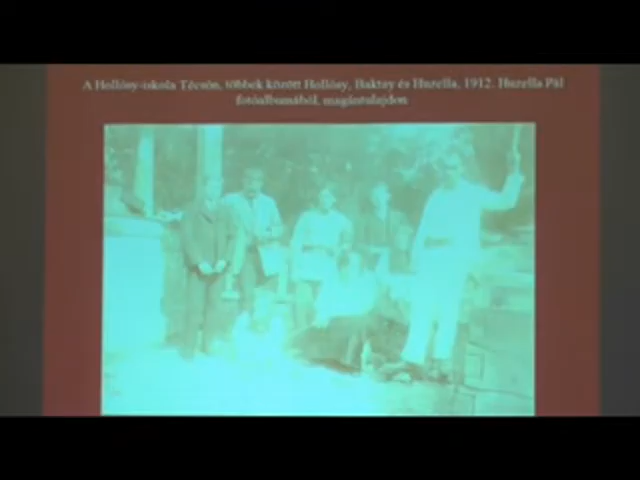 A Hollósy-iskola Técsőn, többek között Hollósy, Baktay és Huzella, 1912. Huzella Pál
fotóalbumából, magántulajdon